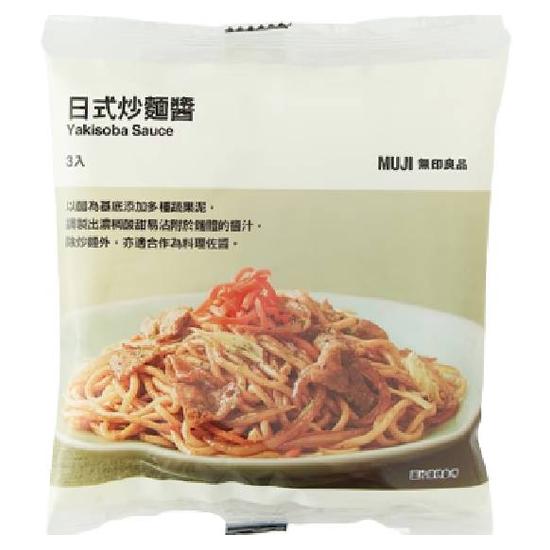 日式炒麵醬
Yakisoba Sauce
3入
MUJI 無印良品
以醋為基底添加多種蔬果泥，
調製出濃稠酸甜易沾附於麵體的醬汁，
除炒麵外，亦適合作為料理佐醬。